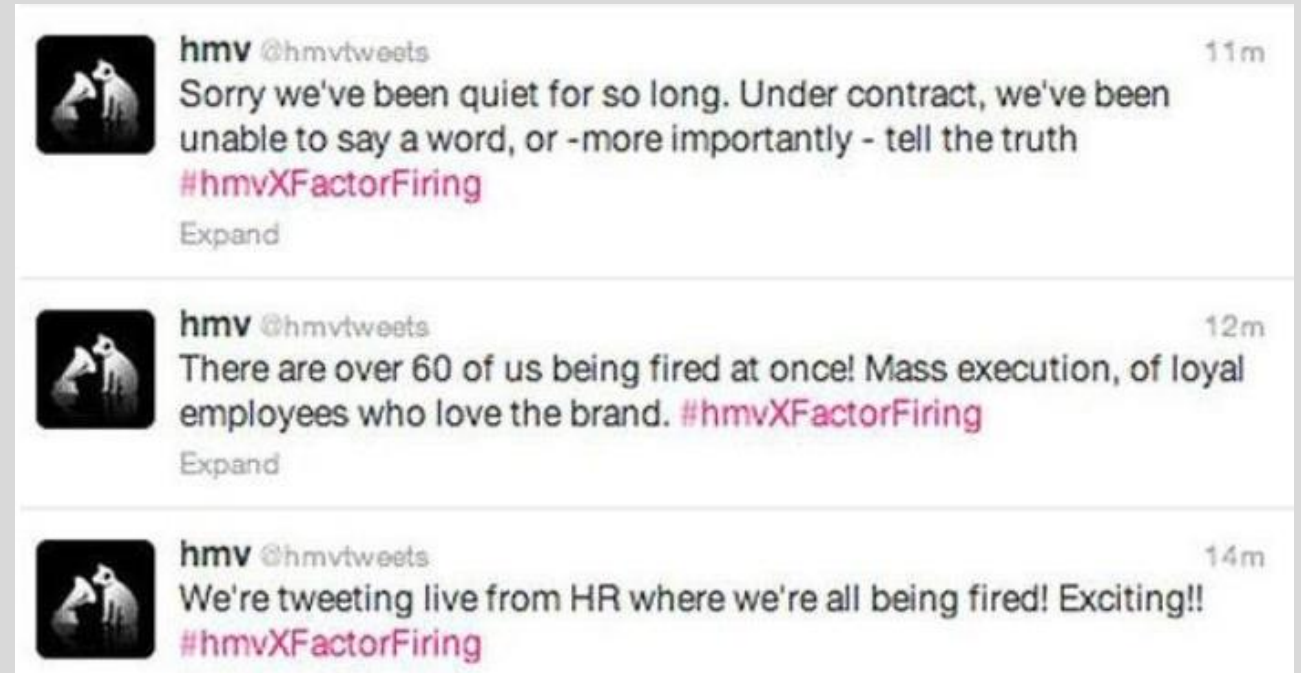 hmv @hmvtweets 11m
Sorry we've been quiet for so long. Under contract, we've been
unable to say a word, or -more importantly - tell the truth
#hmvXFactorFiring
Expand
hmv @hmvtweets 12m
There are over 60 of us being fired at once! Mass execution, of loyal
employees who love the brand. #hmvXFactorFiring
Expand
hmv @hmvtweets 14m
We're tweeting live from HR where we're all being fired! Exciting!!
#hmvXFactorFiring